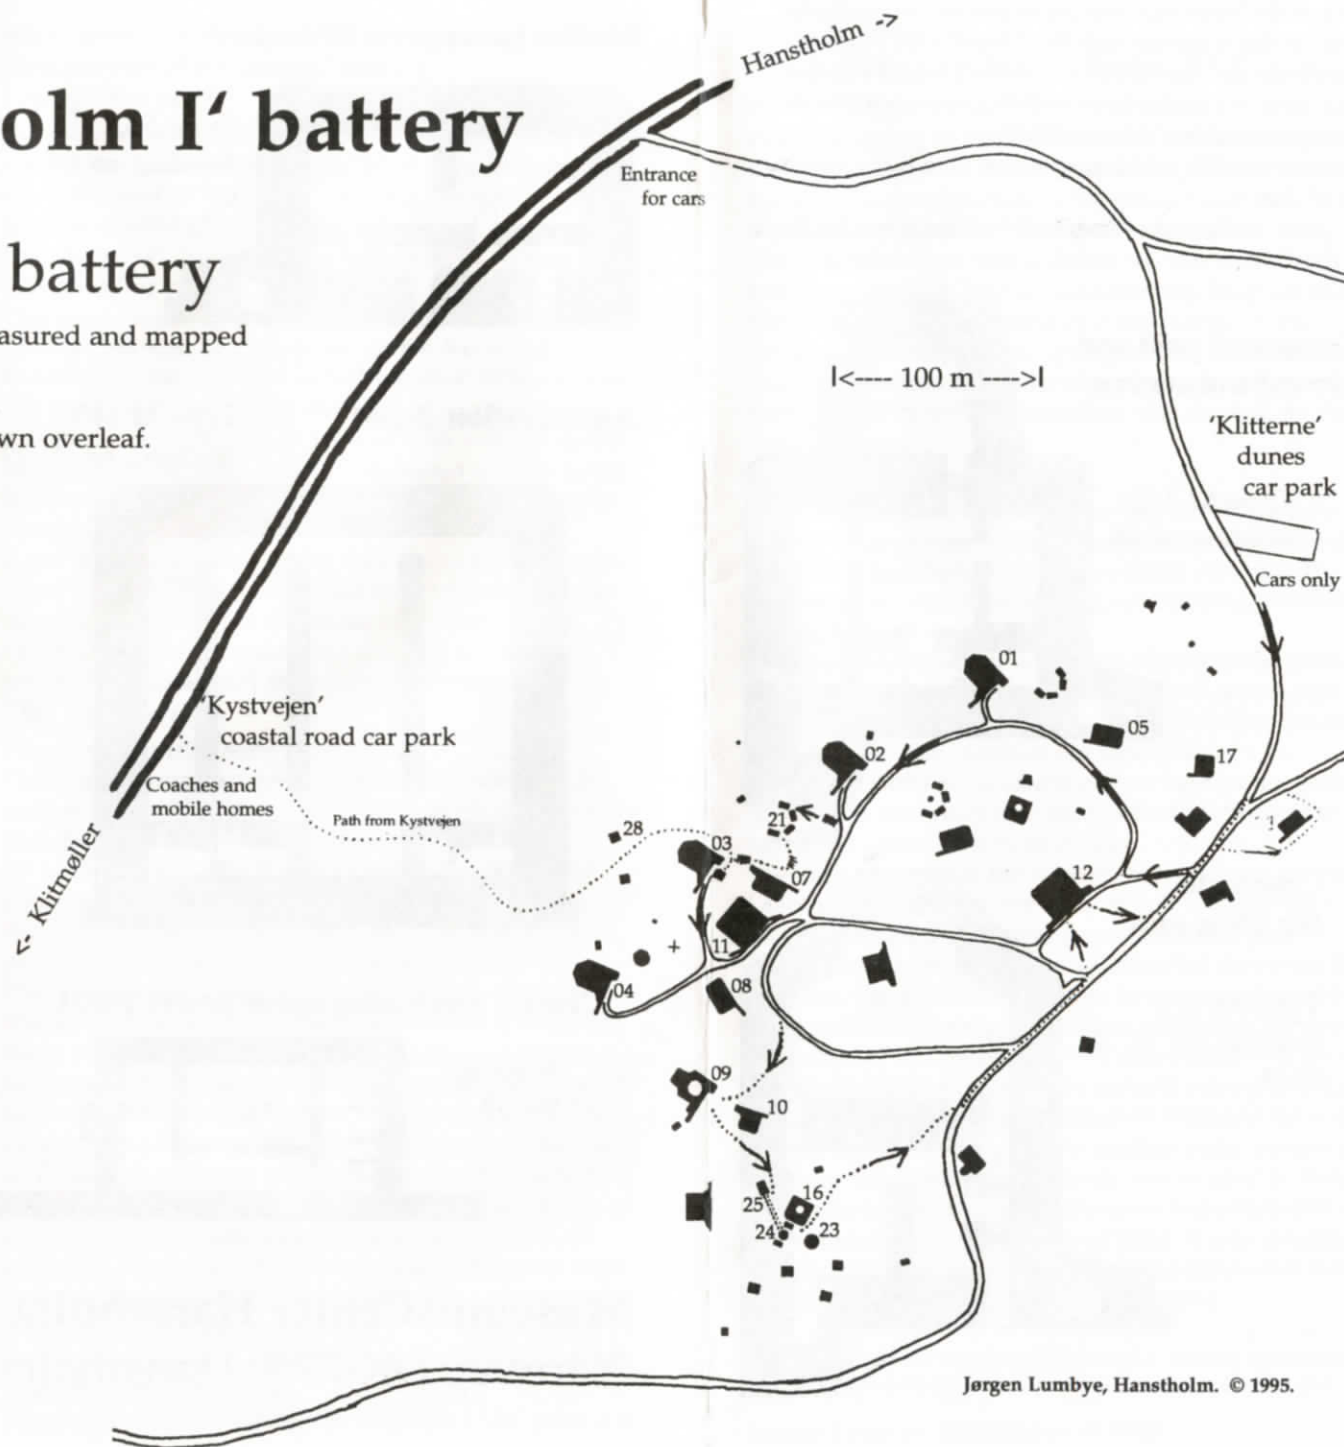 Hanstholm ->
olm I‘ battery
Entrance
for cars
battery
asured and mapped
|<---- 100 m ---->|
wn overleaf.
‘Klitterne’
dunes
car park
Cars only
01
‘Kystvejen’
coastal road car park
05
02
17
Coaches and
mobile homes
Path from Kystvejen
28
21
03
07
12
<- Klitmøller
11
04
08
09
10
16
25
24
23
Jørgen Lumbye, Hanstholm. © 1995.